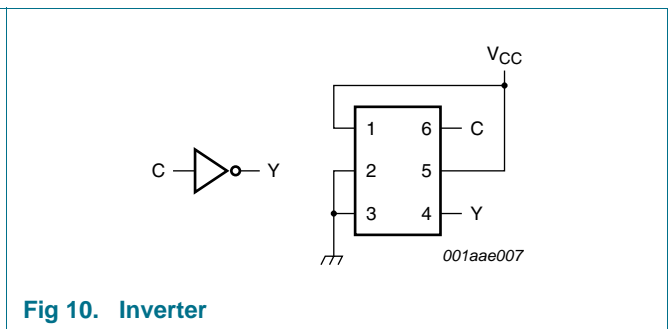 VCC
1 6 C
C Y 2 5
3 4 Y
001aae007
Fig 10. Inverter